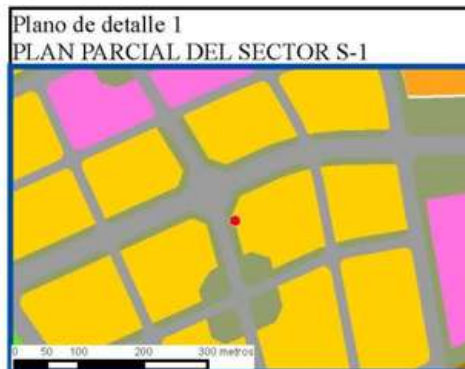 Plano de detalle 1
PLAN PARCIAL DEL SECTOR S-1
0 50 100 200 300 metros